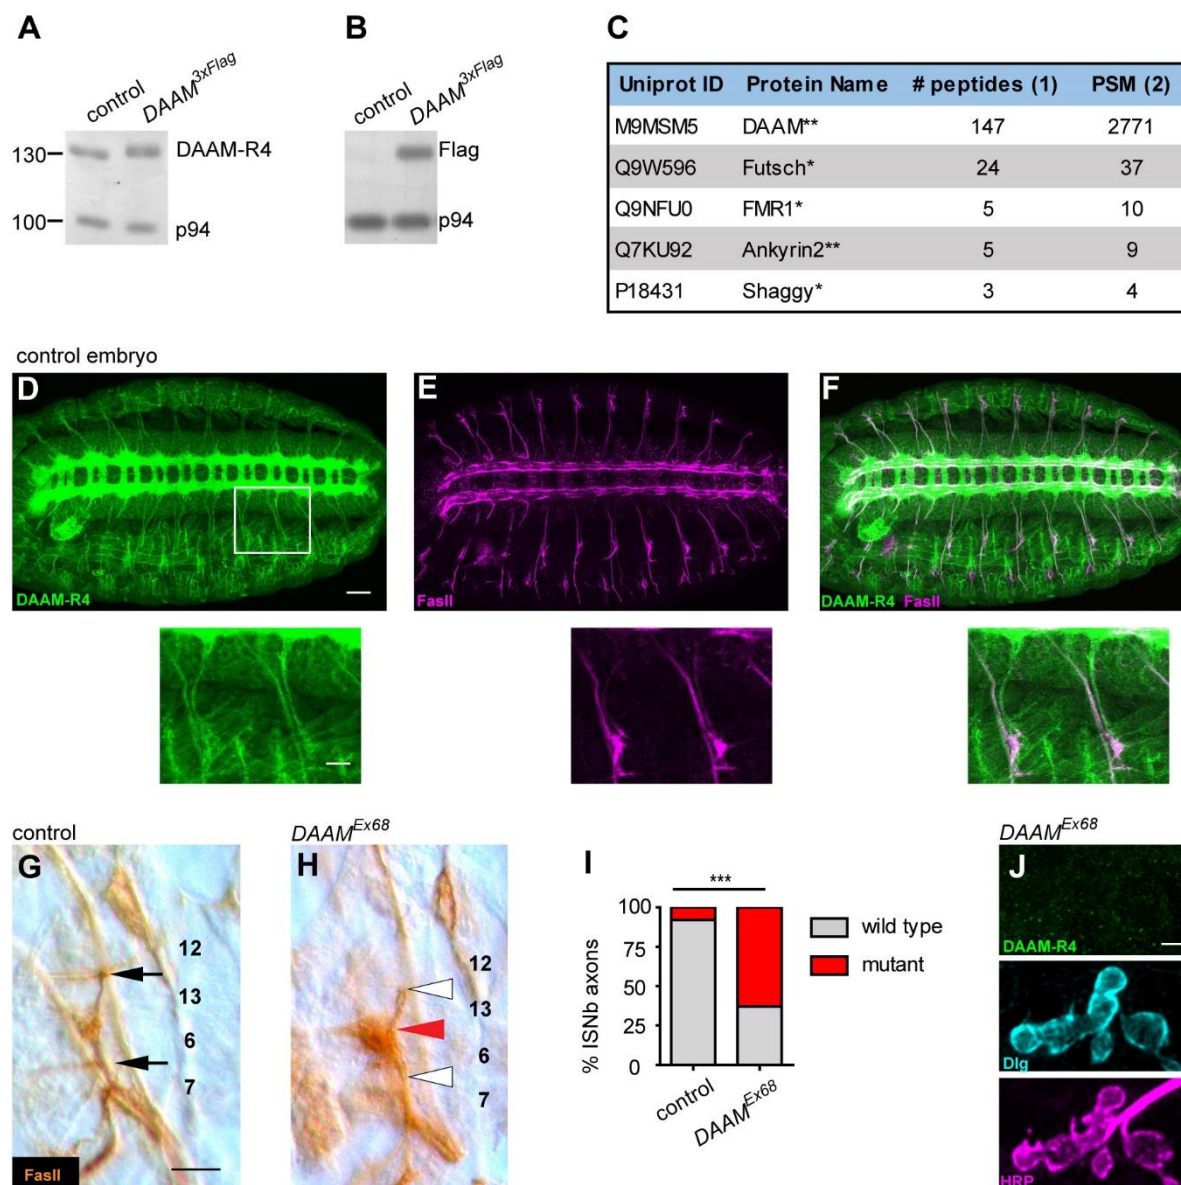 A
control
DAAM3xFlag
130
DAAM-R4
100
p94
B
control
DAAM3xFlag
Flag
p94
C
Uniprot ID Protein Name # peptides (1) PSM (2)
M9MSM5 DAAM** 147 2771
Q9W596 Futsch* 24 37
Q9NFU0 FMR1* 5 10
Q7KU92 Ankyrin2** 5 9
P18431 Shaggy* 3 4
control embryo
D
DAAM-R4
E
FasII
F
DAAM-R4 FasII
control
G
12
13
6
7
FasII
DAAMEx68
H
12
13
6
7
I
***
% ISNb axons
100
75
50
25
0
control
DAAMEx68
wild type
mutant
DAAMEx68
J
DAAM-R4
Dlg
HRP